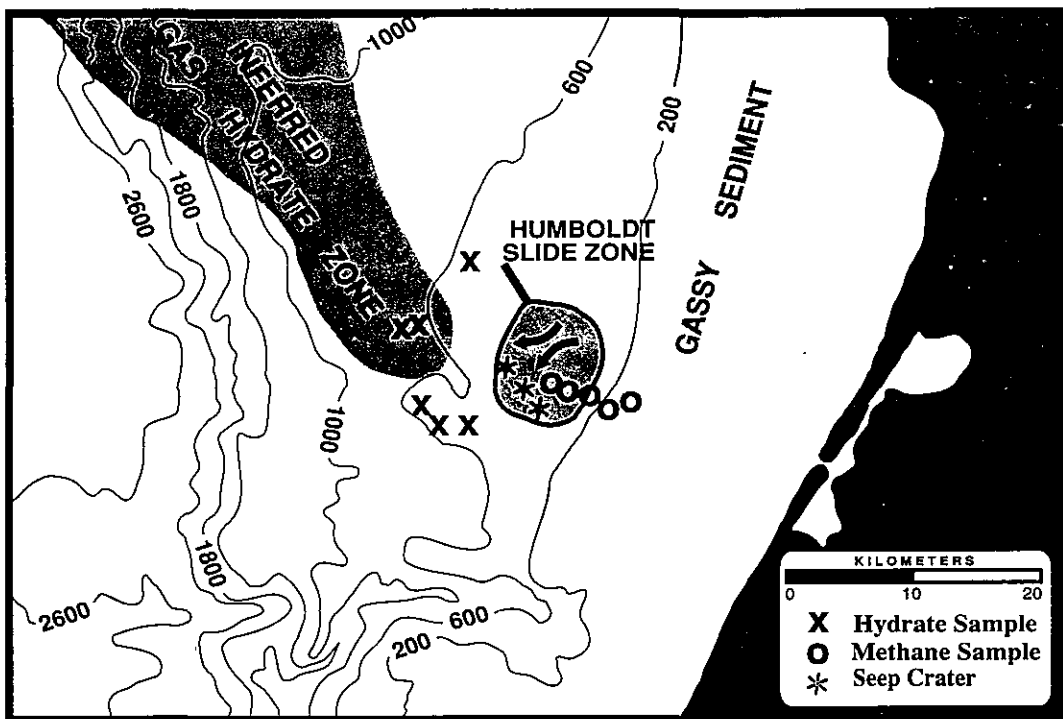 1000
600
200
GAS HYDRATE ZONE
INFERRED
2600
1800
GASSY SEDIMENT
HUMBOLDT
SLIDE ZONE
1000
1800
2600
600
200
KILOMETERS
0 10 20
X Hydrate Sample
O Methane Sample
* Seep Crater